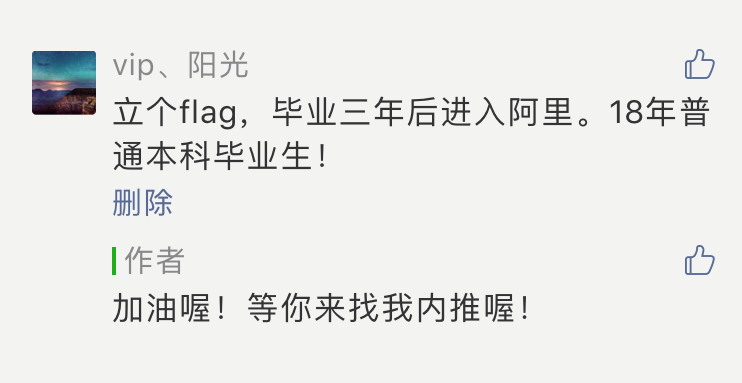 vip、阳光
立个flag，毕业三年后进入阿里。18年普
通本科毕业生！
删除
作者
加油喔！等你来找我内推喔！